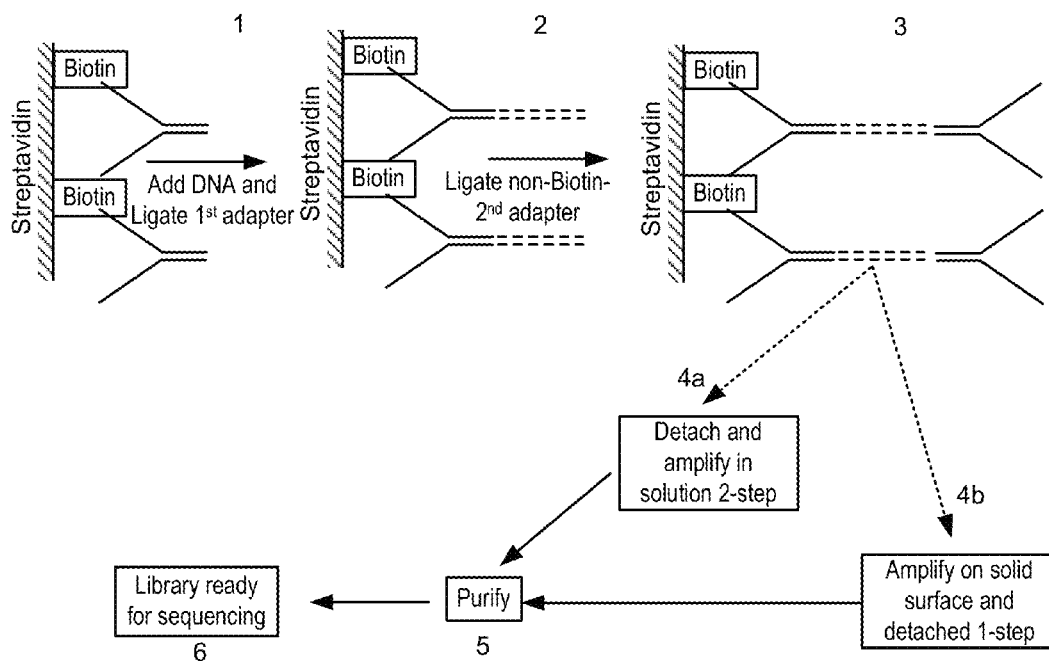 1
2
3
Streptavidin
Biotin
Biotin
Add DNA and
Ligate 1st adapter
Streptavidin
Biotin
Biotin
Ligate non-Biotin-
2nd adapter
Streptavidin
Biotin
Biotin
4a
Detach and
amplify in
solution 2-step
4b
Amplify on solid
surface and
detached 1-step
Purify
5
Library ready
for sequencing
6